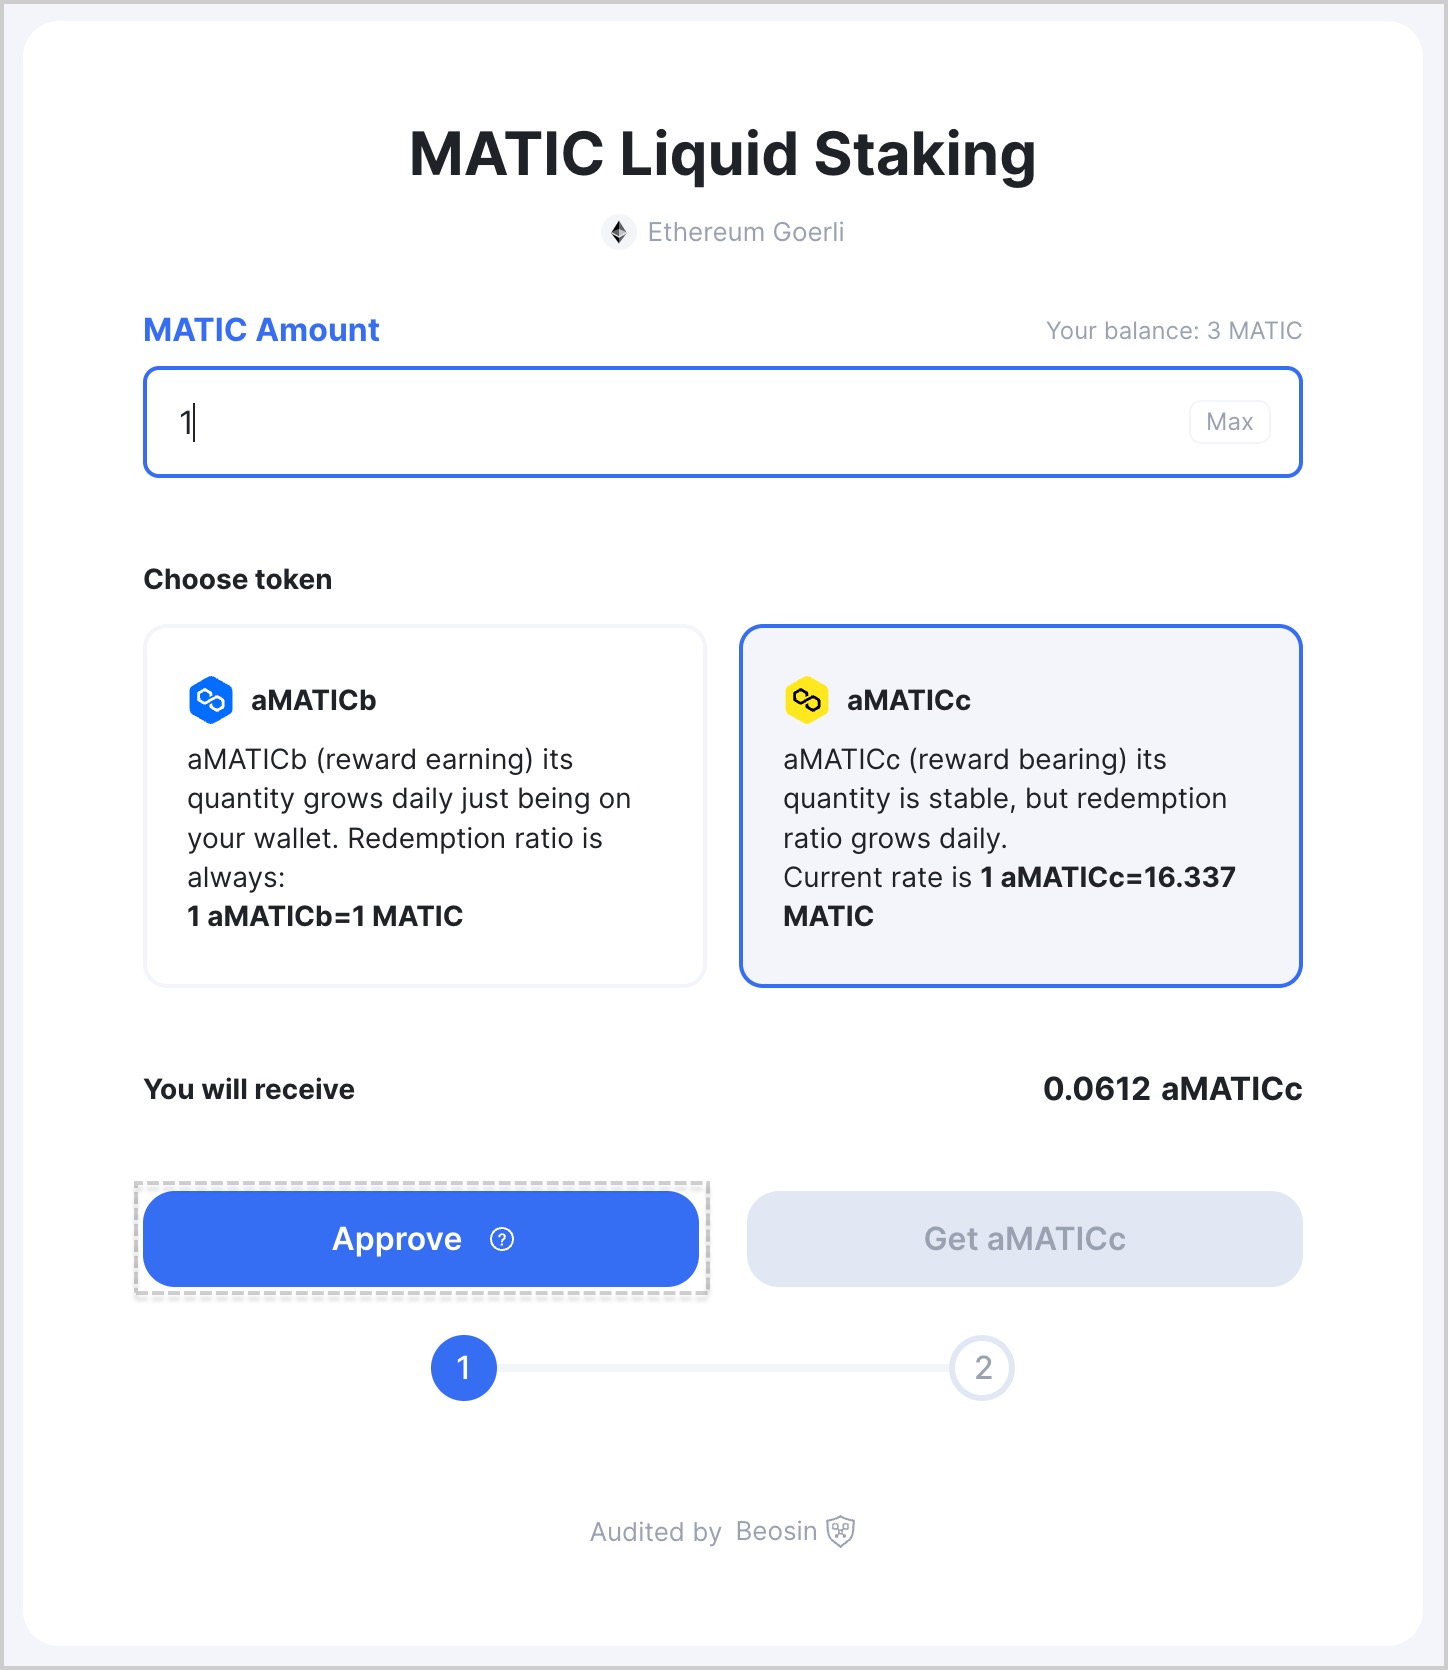 MATIC Liquid Staking
Ethereum Goerli
MATIC Amount
Your balance: 3 MATIC
1
Max
Choose token
aMATICb
aMATICb (reward earning) its
quantity grows daily just being on
your wallet. Redemption ratio is
always:
1 aMATICb=1 MATIC
aMATICc
aMATICc (reward bearing) its
quantity is stable, but redemption
ratio grows daily.
Current rate is 1 aMATICc=16.337
MATIC
You will receive
0.0612 aMATICc
Approve ?
Get aMATICc
1
2
Audited by Beosin